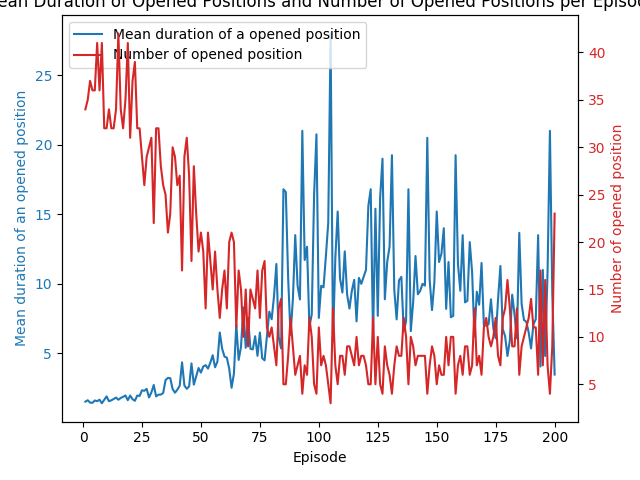 ean Duration of Opened Positions and Number of Opened Positions per Episod
Mean duration of a opened position
Number of opened position
Mean duration of an opened position
25
20
15
10
5
40
35
30
25
20
15
10
5
Number of opened position
0 25 50 75 100 125 150 175 200
Episode